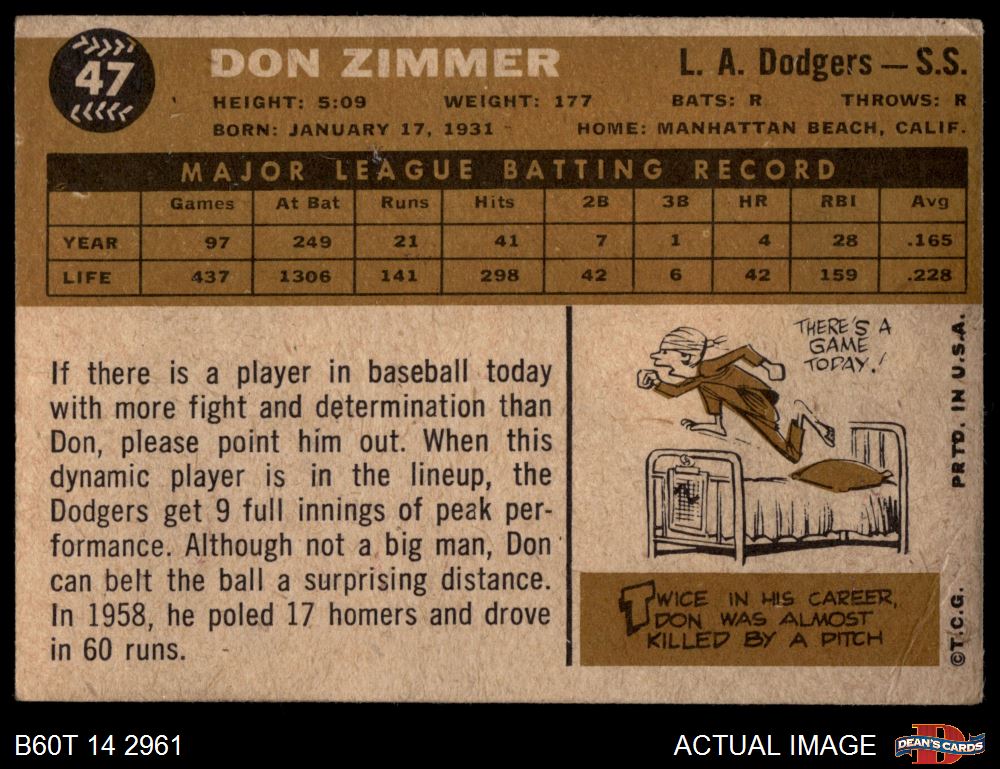 47
DON ZIMMER
L. A. Dodgers — S.S.
HEIGHT: 5:09 WEIGHT: 177 BATS: R THROWS: R
BORN: JANUARY 17, 1931 HOME: MANHATTAN BEACH, CALIF.
MAJOR LEAGUE BATTING RECORD
Games At Bat Runs Hits 2B 3B HR RBI Avg
YEAR 97 249 21 41 7 1 4 28 .165
LIFE 437 1306 141 298 42 6 42 159 .228
If there is a player in baseball today
with more fight and determination than
Don, please point him out. When this
dynamic player is in the lineup, the
Dodgers get 9 full innings of peak per-
formance. Although not a big man, Don
can belt the ball a surprising distance.
In 1958, he poled 17 homers and drove
in 60 runs.
THERE'S A
GAME
TODAY!
TWICE IN HIS CAREER,
DON WAS ALMOST
KILLED BY A PITCH
©T.C.G. PRTD. IN U.S.A.
B60T 14 2961
ACTUAL IMAGE
DEAN'S CARDS